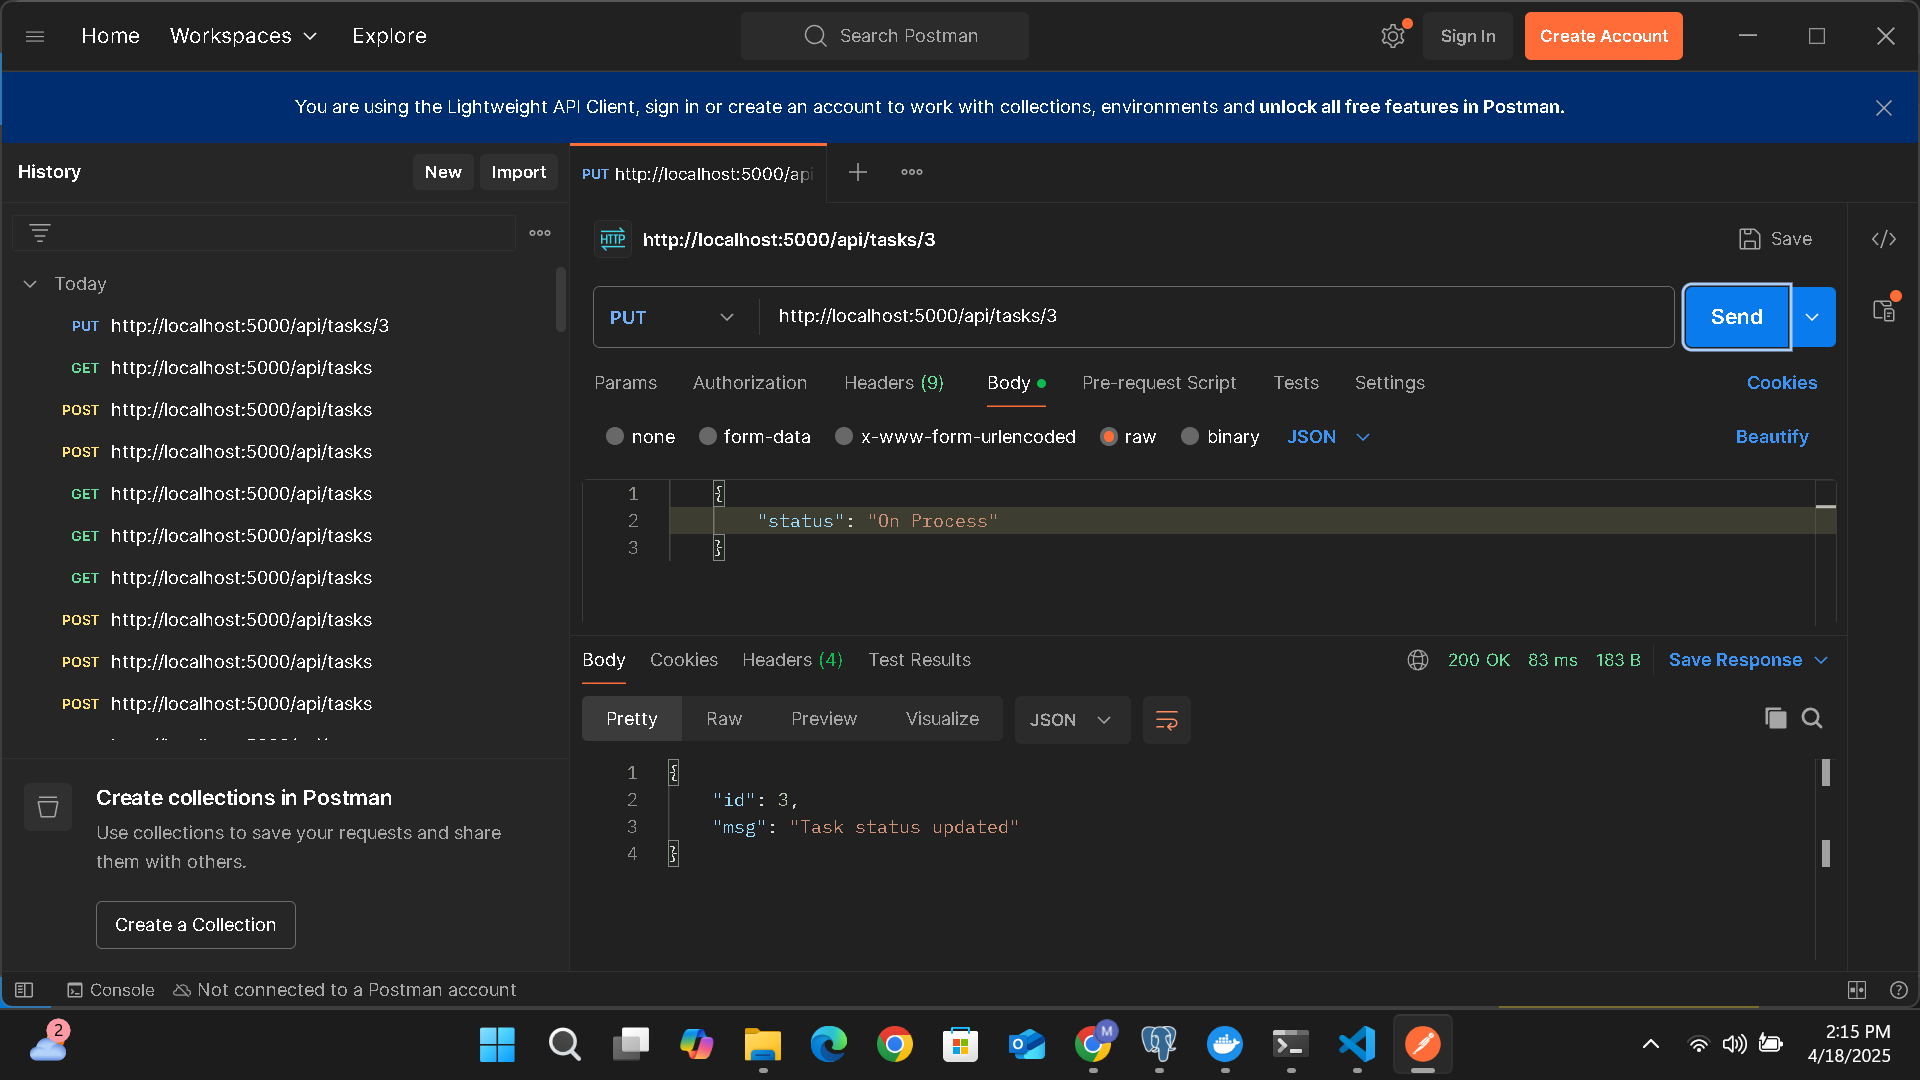 Home Workspaces Explore Search Postman Sign In Create Account
You are using the Lightweight API Client, sign in or create an account to work with collections, environments and unlock all free features in Postman.
History New Import
Today
PUT http://localhost:5000/api/tasks/3
GET http://localhost:5000/api/tasks
POST http://localhost:5000/api/tasks
POST http://localhost:5000/api/tasks
GET http://localhost:5000/api/tasks
GET http://localhost:5000/api/tasks
GET http://localhost:5000/api/tasks
POST http://localhost:5000/api/tasks
POST http://localhost:5000/api/tasks
POST http://localhost:5000/api/tasks
Create collections in Postman
Use collections to save your requests and share
them with others.
Create a Collection
PUT http://localhost:5000/api
HTTP http://localhost:5000/api/tasks/3 Save
PUT http://localhost:5000/api/tasks/3 Send
Params Authorization Headers (9) Body Pre-request Script Tests Settings Cookies
none form-data x-www-form-urlencoded raw binary JSON Beautify
1 {
2 "status": "On Process"
3 }
Body Cookies Headers (4) Test Results 200 OK 83 ms 183 B Save Response
Pretty Raw Preview Visualize JSON
1 {
2 "id": 3,
3 "msg": "Task status updated"
4 }
Console Not connected to a Postman account
2
M
2:15 PM
4/18/2025